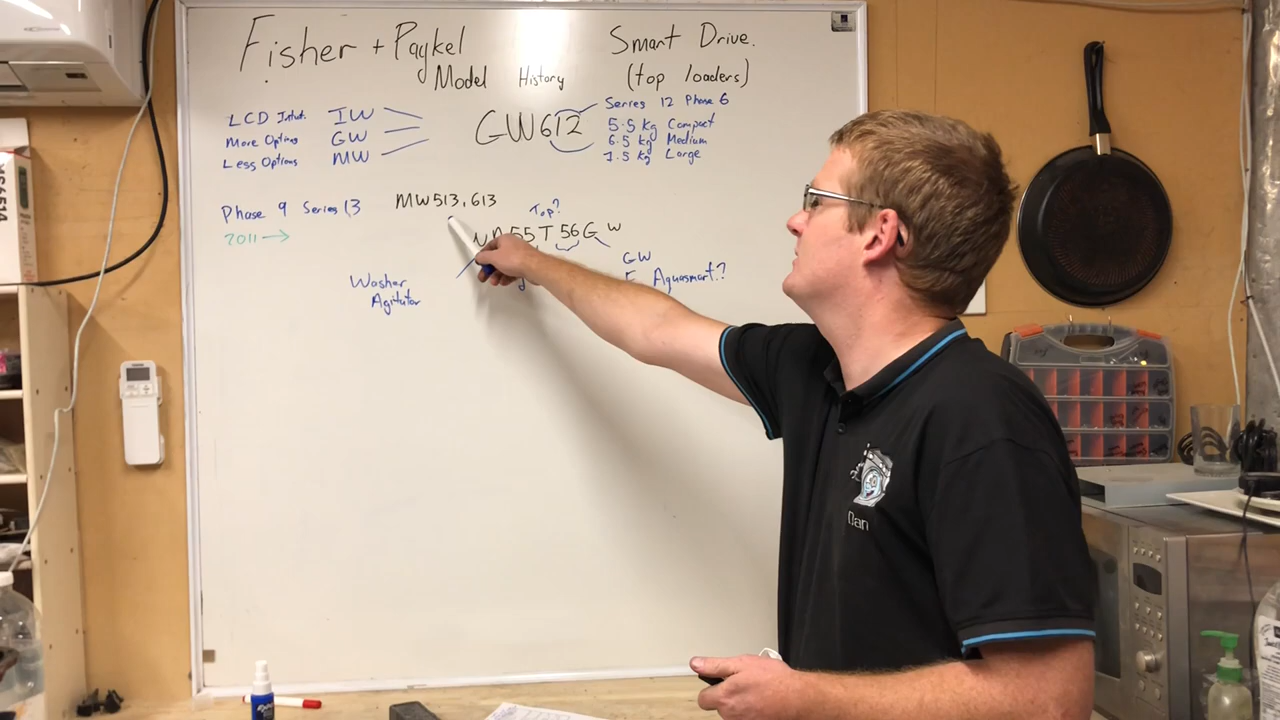 Fisher + Paykel Smart Drive.
Model History (top loaders)
LCD Intuit. IW
More Options GW
Less Options MW
GW612
Series 12 Phase 6
5.5 kg Compact
6.5 kg Medium
7.5 kg Large
Phase 9 Series 13
2011 →
MW513, 613
Top?
55T 56G W
GW
Aquasmart?
Washer
Agitator
Dan